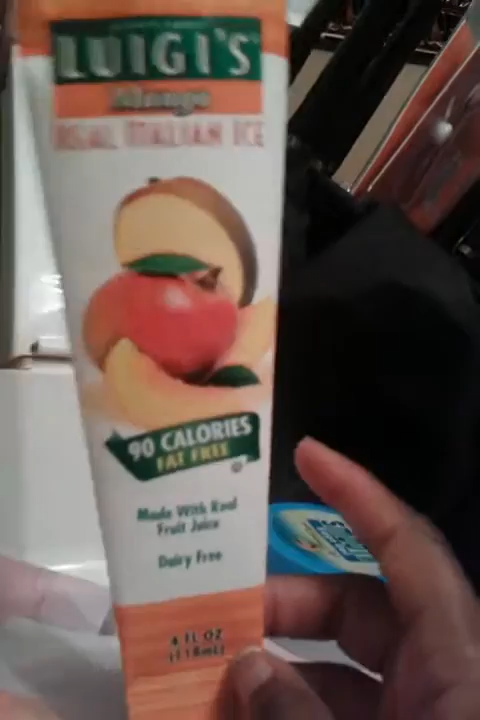 LUIGI'S
Mango
REAL ITALIAN ICE
90 CALORIES
FAT FREE
Made With Real
Fruit Juice
Dairy Free
4 FL OZ
(118mL)